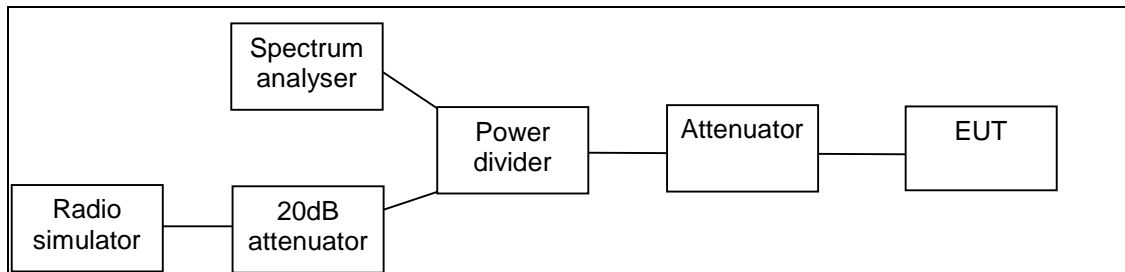 Spectrum
analyser
Power
divider
Attenuator
EUT
Radio
simulator
20dB
attenuator